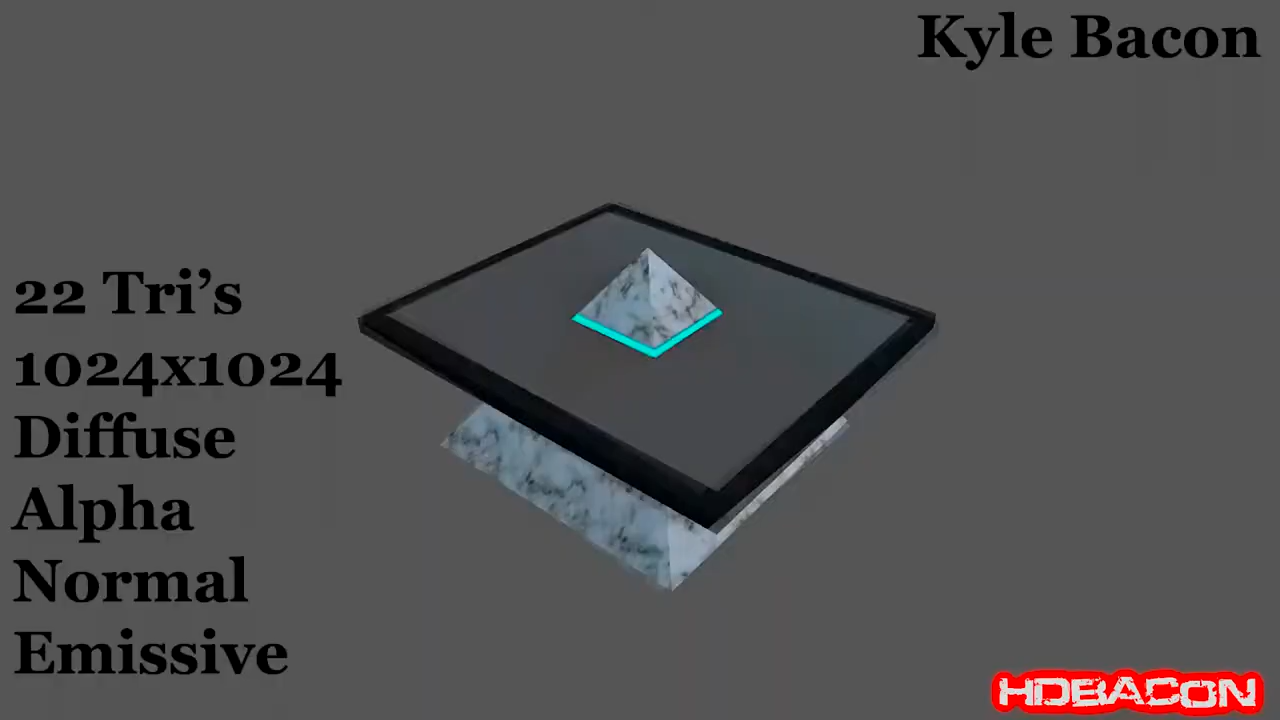 Kyle Bacon
22 Tri's
1024x1024
Diffuse
Alpha
Normal
Emissive
HDBACON